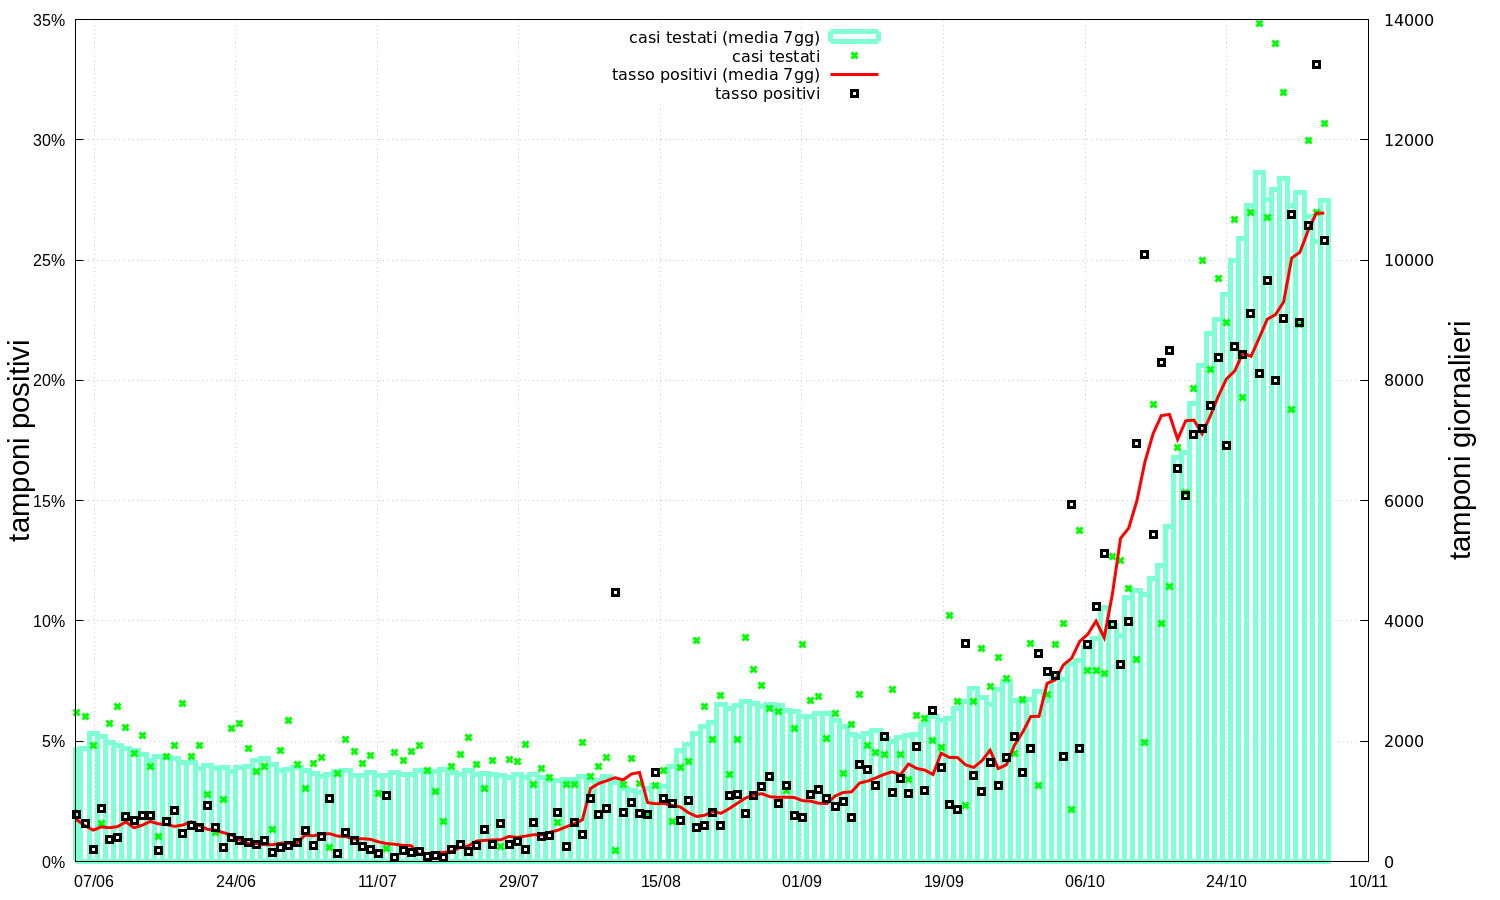 casi testati (media 7gg)
casi testati
tasso positivi (media 7gg)
tasso positivi
35%
30%
25%
20%
15%
10%
5%
0%
tamponi positivi
14000
12000
10000
8000
6000
4000
2000
0
tamponi giornalieri
07/06 24/06 11/07 29/07 15/08 01/09 19/09 06/10 24/10 10/11